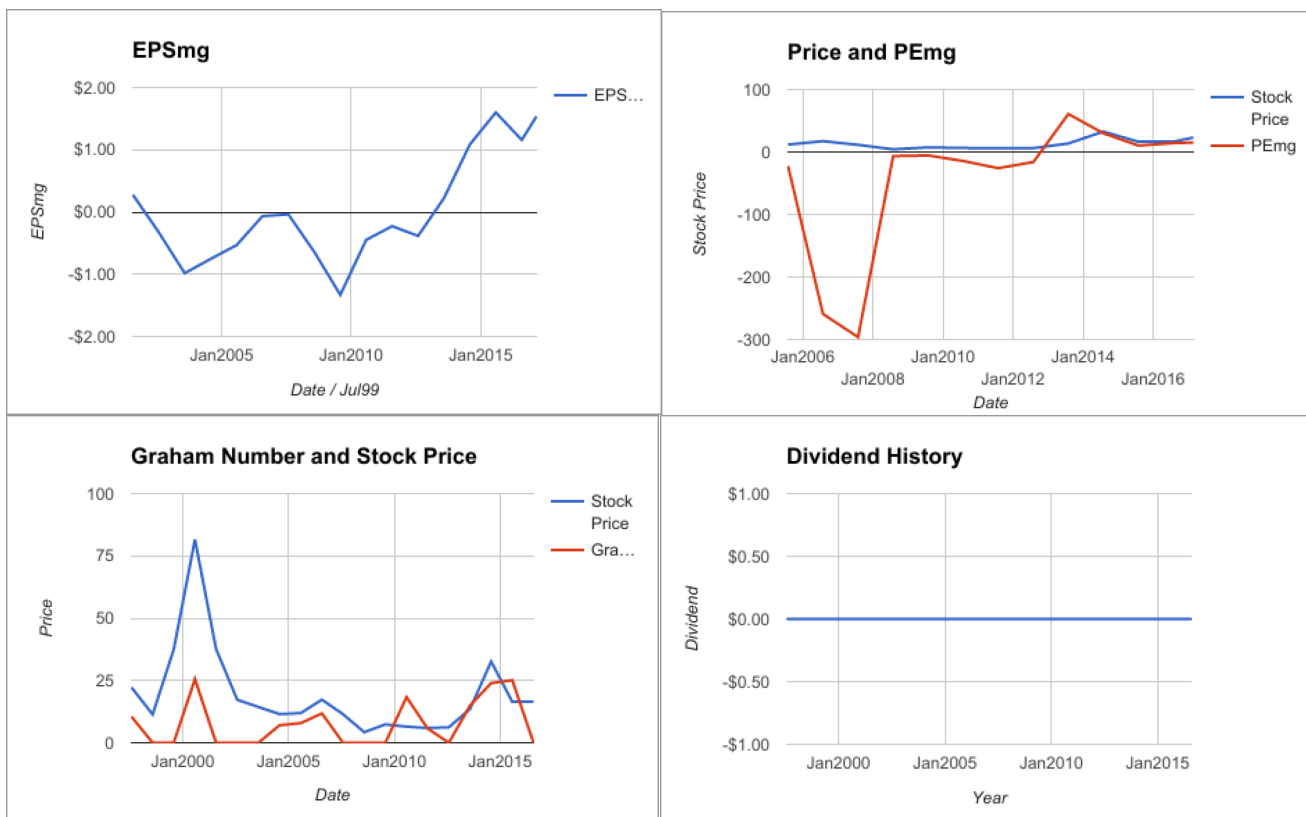 EPSmg
$2.00
$1.00
$0.00
-$1.00
-$2.00
EPSmg
EPS…
Jan2005 Jan2010 Jan2015
Date / Jul99
Price and PEmg
100
0
-100
-200
-300
Stock Price
Stock
Price
PEmg
Jan2006 Jan2010 Jan2014
Jan2008 Jan2012 Jan2016
Date
Graham Number and Stock Price
100
75
50
25
0
Price
Stock
Price
Gra…
Jan2000 Jan2005 Jan2010 Jan2015
Date
Dividend History
$1.00
$0.50
$0.00
-$0.50
-$1.00
Dividend
Jan2000 Jan2005 Jan2010 Jan2015
Year